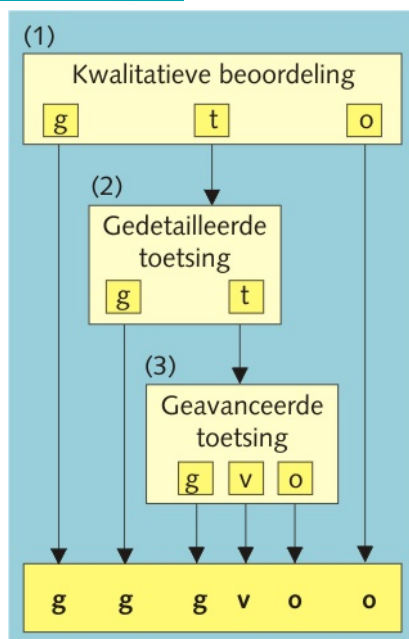 (1)
Kwalitatieve beoordeling
g t o
(2)
Gedetailleerde
toetsing
g t
(3)
Geavanceerde
toetsing
g v o
g g g v o o